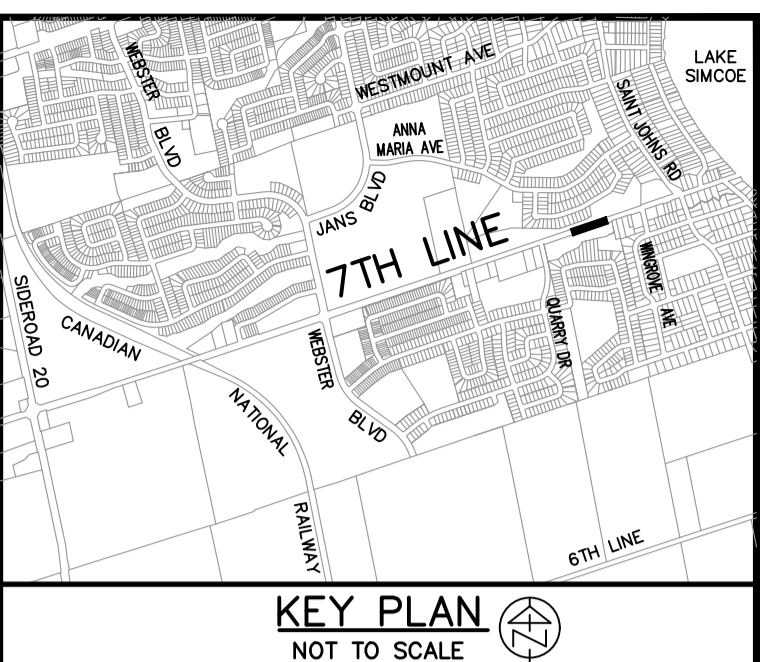 WEBSTER
BLVD
WESTMOUNT AVE
LAKE
SIMCOE
SAINT JOHNS RD
ANNA
MARIA AVE
JANS BLVD
7TH LINE
WINGROVE AVE
QUARRY DR
SIDEROAD 20
CANADIAN
NATIONAL
RAILWAY
WEBSTER
BLVD
6TH LINE
KEY PLAN
N
NOT TO SCALE